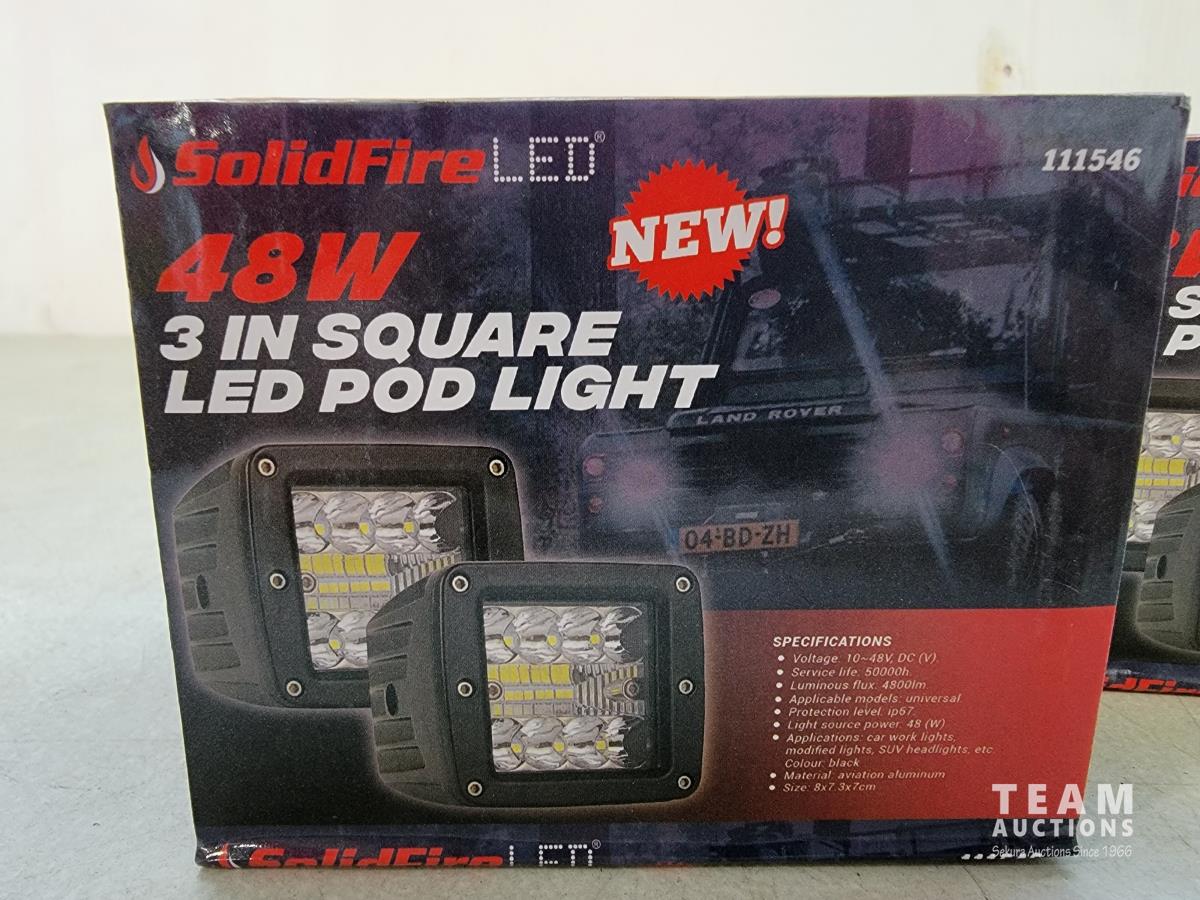 SolidFire LED®
111546
NEW!
48W
3 IN SQUARE
LED POD LIGHT
LAND ROVER
04-BD-ZH
SPECIFICATIONS
• Voltage: 10~48V, DC (V).
• Service life: 50000h.
• Luminous flux: 4800lm
• Applicable models: universal
• Protection level: ip67.
• Light source power: 48 (W)
• Applications: car work lights,
modified lights, SUV headlights, etc.
Colour: black
• Material: aviation aluminum
• Size: 8x7.3x7cm
SolidFire LED®
TEAM
AUCTIONS
Sekura Auctions Since 1966